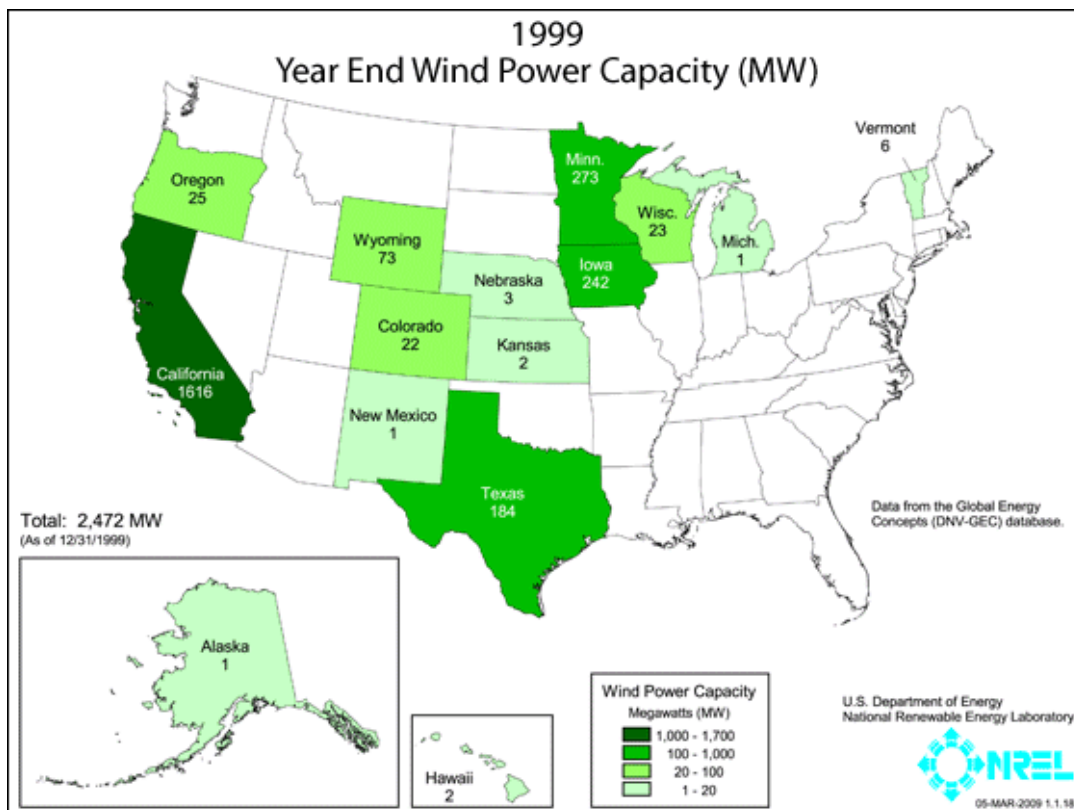 1999
Year End Wind Power Capacity (MW)
Vermont
6
Minn.
273
Oregon
25
Wisc.
23
Wyoming
73
Mich.
1
Iowa
242
Nebraska
3
Colorado
22
Kansas
2
California
1616
New Mexico
1
Texas
184
Data from the Global Energy
Concepts (DNV-GEC) database.
Total: 2,472 MW
(As of 12/31/1999)
Alaska
1
Hawaii
2
Wind Power Capacity
Megawatts (MW)
1,000 - 1,700
100 - 1,000
20 - 100
1 - 20
U.S. Department of Energy
National Renewable Energy Laboratory
NREL
05-MAR-2009 1.1.18